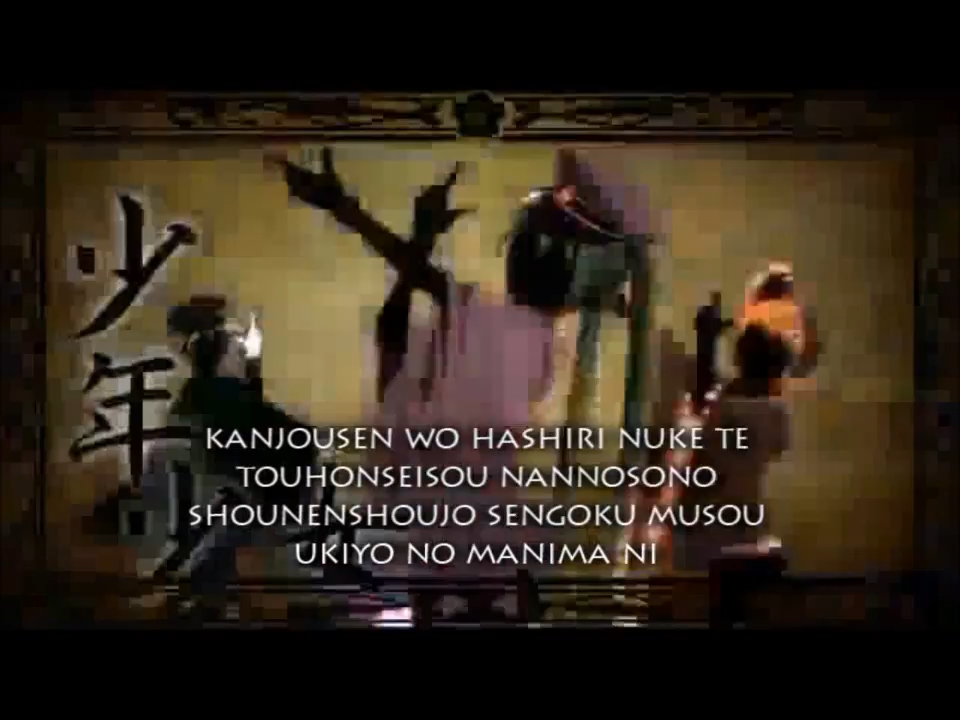 少年
KANJOUSEN WO HASHIRI NUKE TE
TOUHONSEISOU NANNOSONO
SHOUNENSHOUJO SENGOKU MUSOU
UKIYO NO MANIMA NI